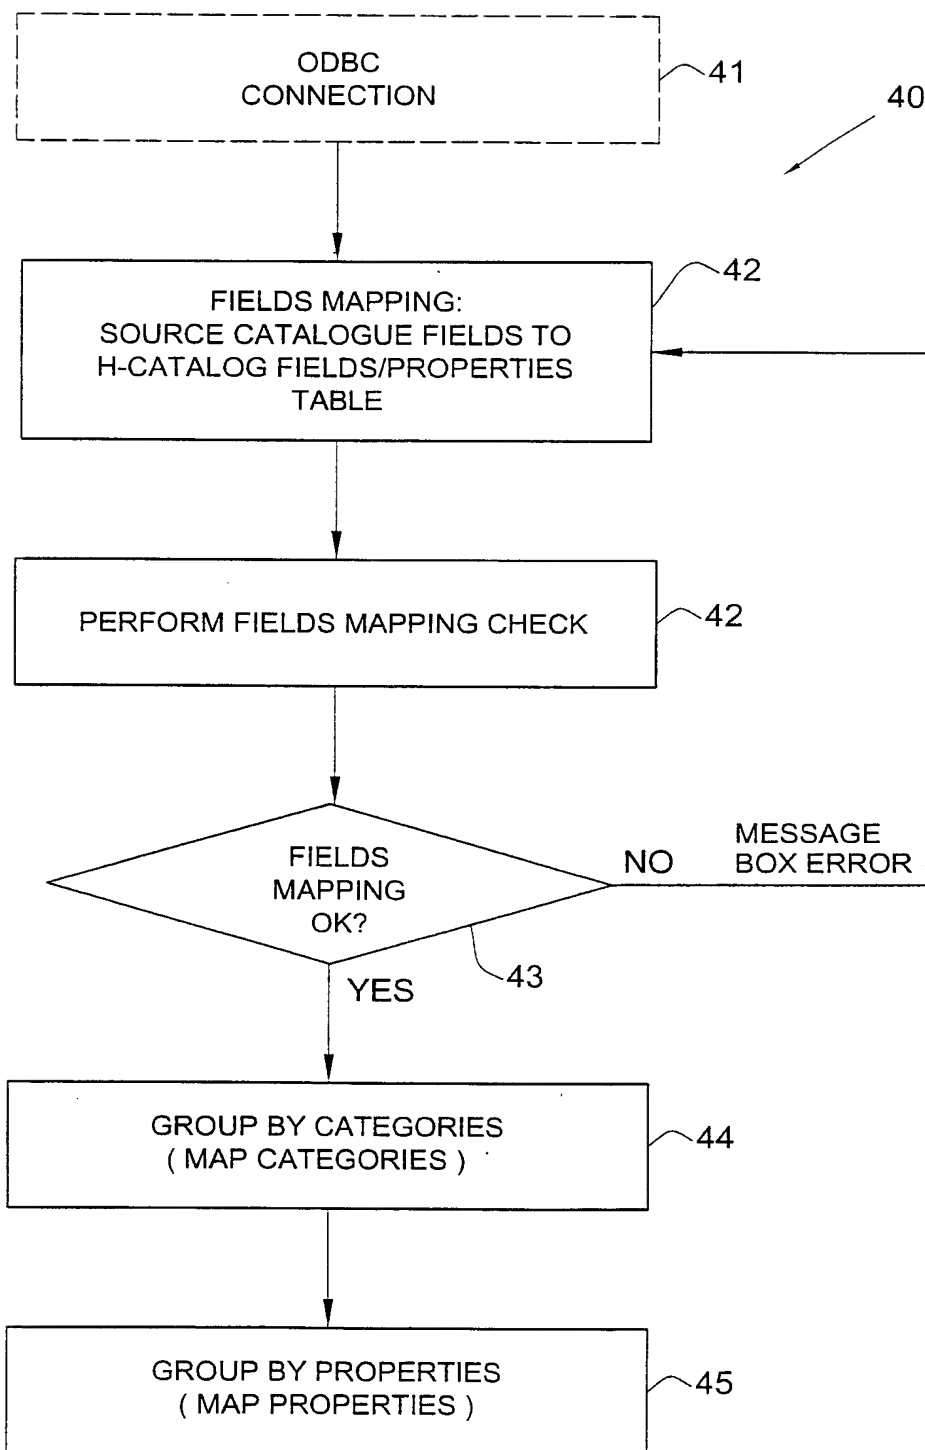 ODBC
CONNECTION
41
40
42
FIELDS MAPPING:
SOURCE CATALOGUE FIELDS TO
H-CATALOG FIELDS/PROPERTIES
TABLE
PERFORM FIELDS MAPPING CHECK
42
FIELDS
MAPPING
OK?
NO
MESSAGE
BOX ERROR
43
YES
GROUP BY CATEGORIES
( MAP CATEGORIES )
44
GROUP BY PROPERTIES
( MAP PROPERTIES )
45